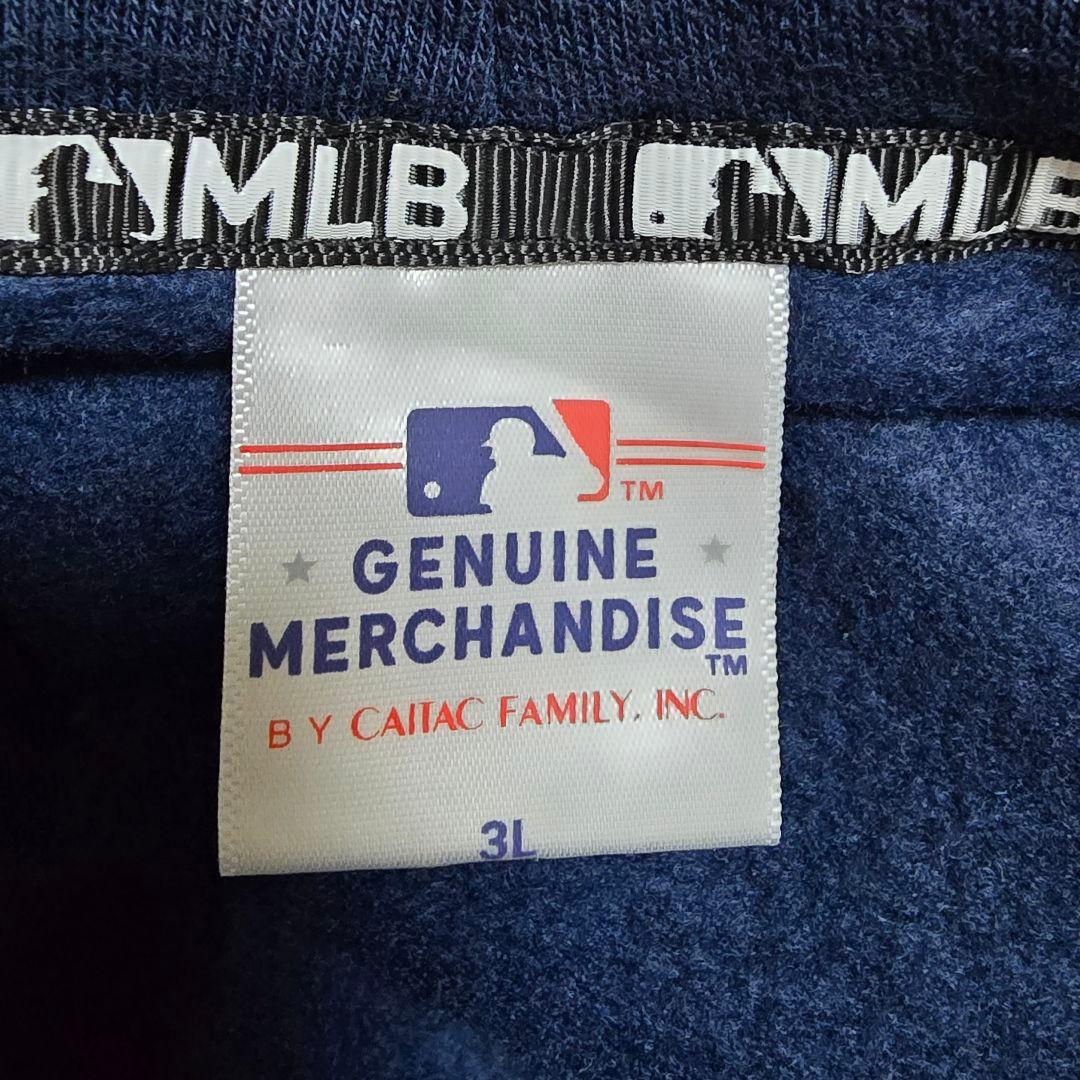 MLB MLB
TM
GENUINE
MERCHANDISE
TM
BY CAITAC FAMILY, INC.
3L